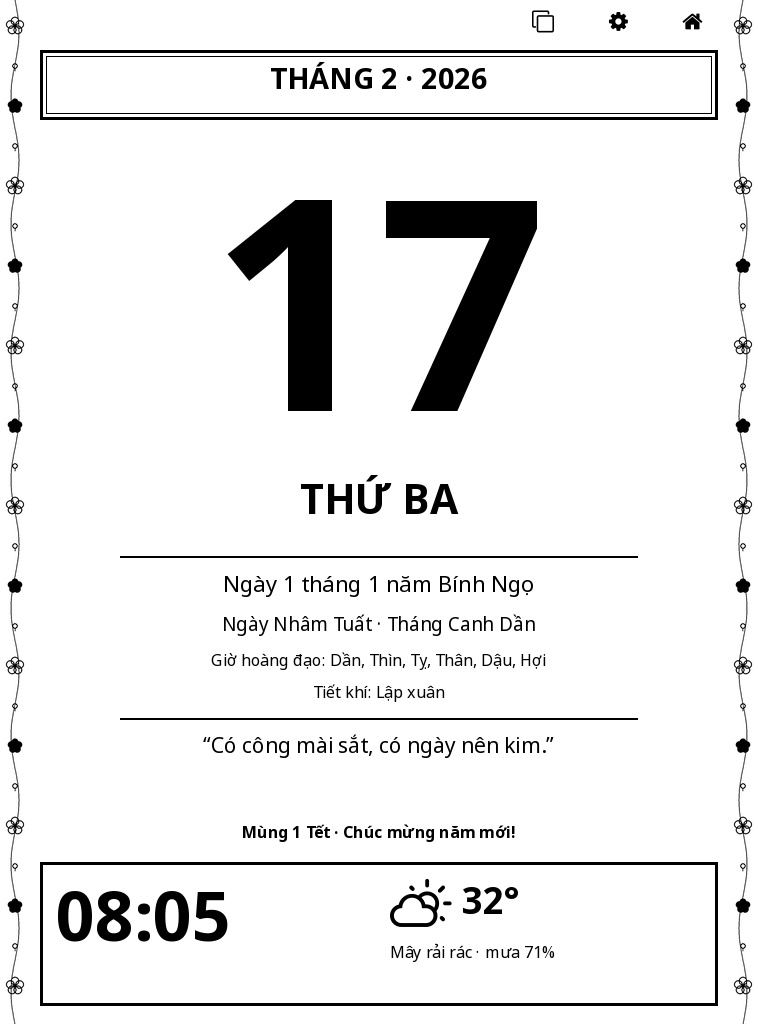 THÁNG 2 · 2026
17
THỨ BA
Ngày 1 tháng 1 năm Bính Ngọ
Ngày Nhâm Tuất · Tháng Canh Dần
Giờ hoàng đạo: Dần, Thìn, Tỵ, Thân, Dậu, Hợi
Tiết khí: Lập xuân
“Có công mài sắt, có ngày nên kim.”
Mùng 1 Tết · Chúc mừng năm mới!
08:05
32°
Mây rải rác · mưa 71%